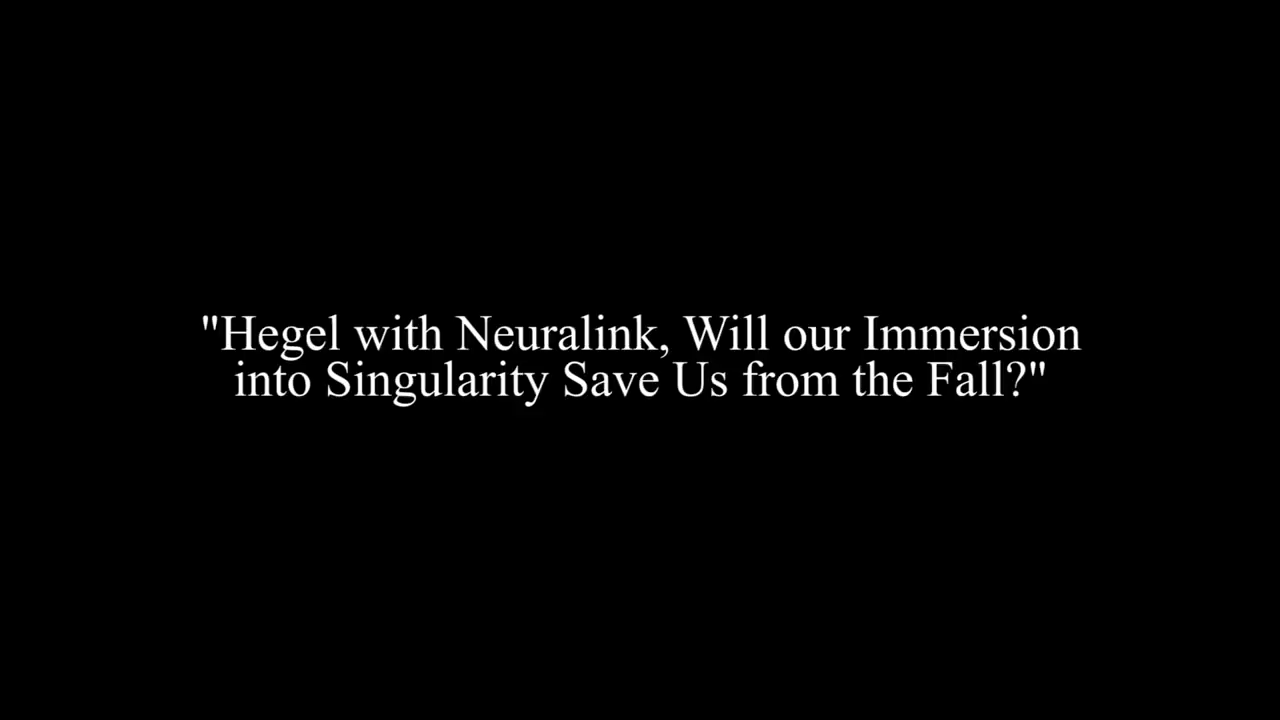 "Hegel with Neuralink, Will our Immersion
into Singularity Save Us from the Fall?"